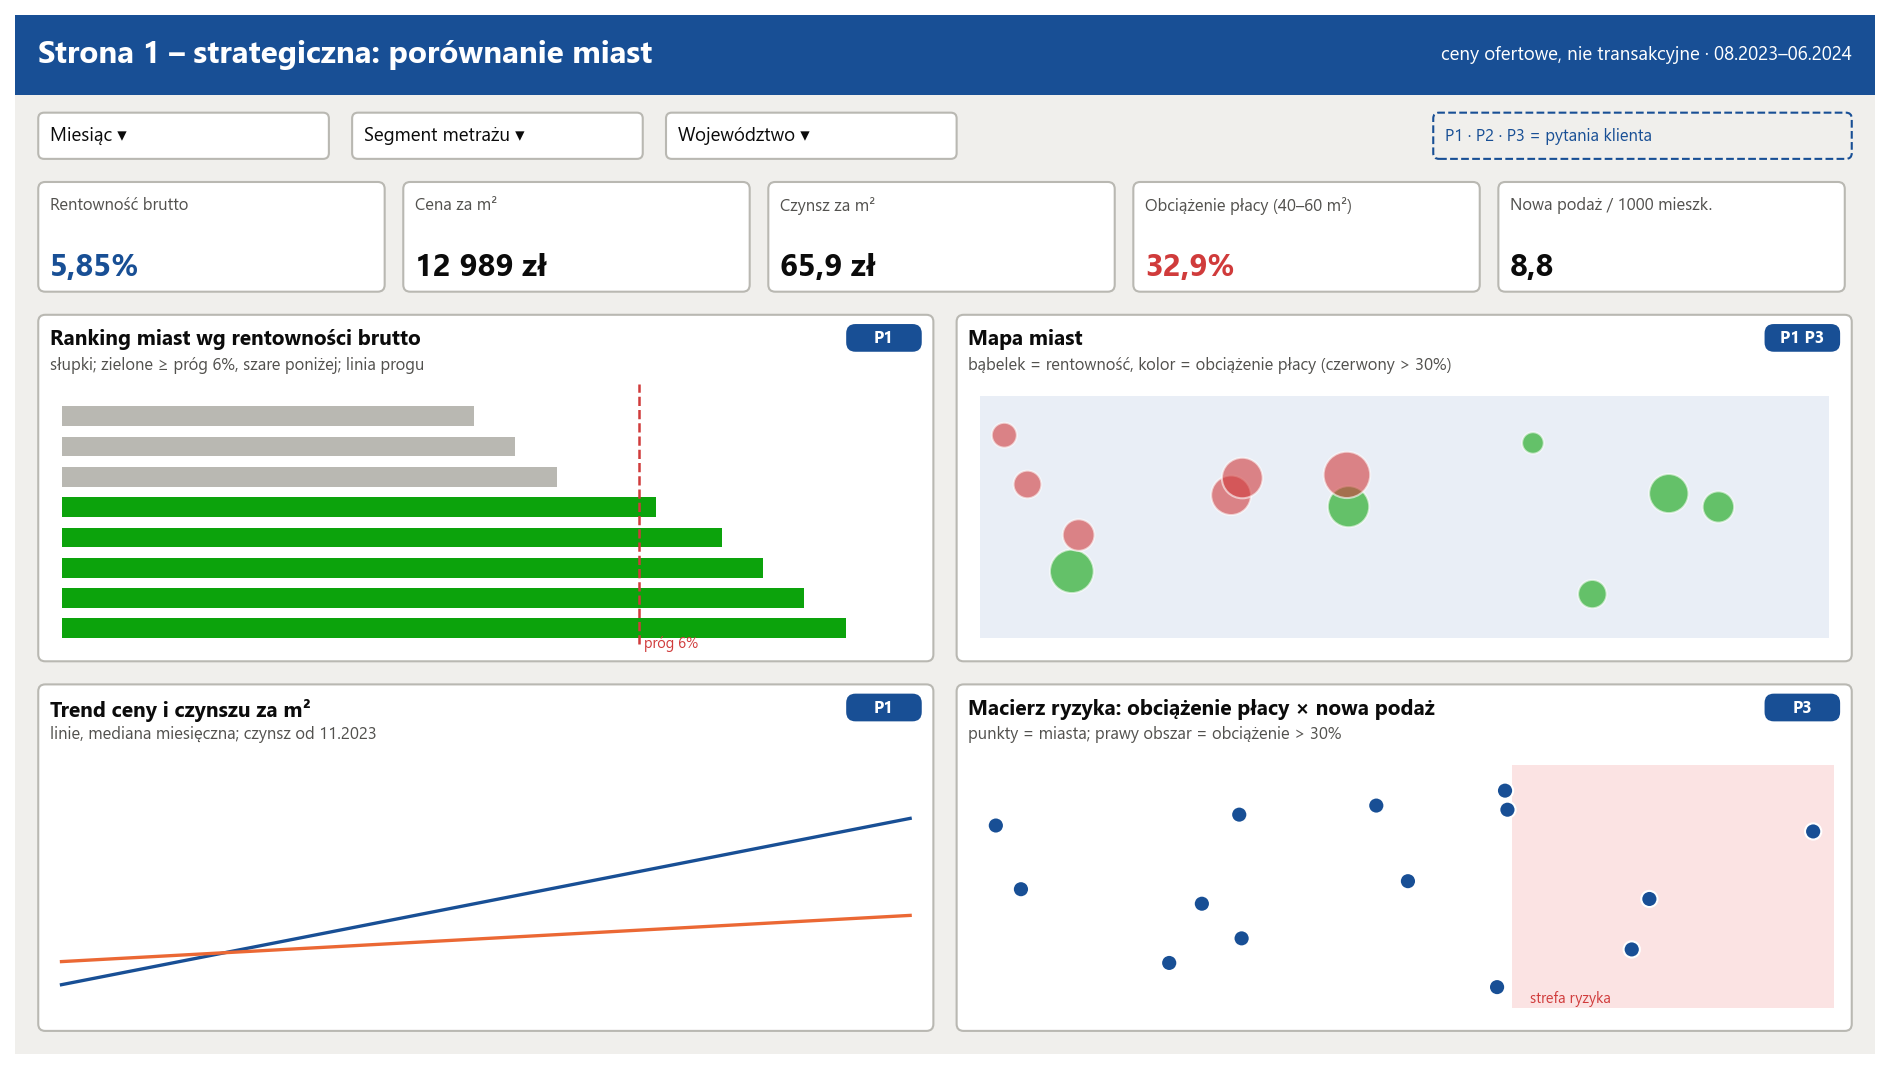 Strona 1 – strategiczna: porównanie miast
ceny ofertowe, nie transakcyjne · 08.2023–06.2024
Miesiąc ▾
Segment metrażu ▾
Województwo ▾
P1 · P2 · P3 = pytania klienta
Rentowność brutto
5,85%
Cena za m²
12 989 zł
Czynsz za m²
65,9 zł
Obciążenie płacy (40–60 m²)
32,9%
Nowa podaż / 1000 mieszk.
8,8
Ranking miast wg rentowności brutto
P1
słupki; zielone ≥ próg 6%, szare poniżej; linia progu
próg 6%
Mapa miast
P1 P3
bąbelek = rentowność, kolor = obciążenie płacy (czerwony > 30%)
Trend ceny i czynszu za m²
P1
linie, mediana miesięczna; czynsz od 11.2023
Macierz ryzyka: obciążenie płacy × nowa podaż
P3
punkty = miasta; prawy obszar = obciążenie > 30%
strefa ryzyka